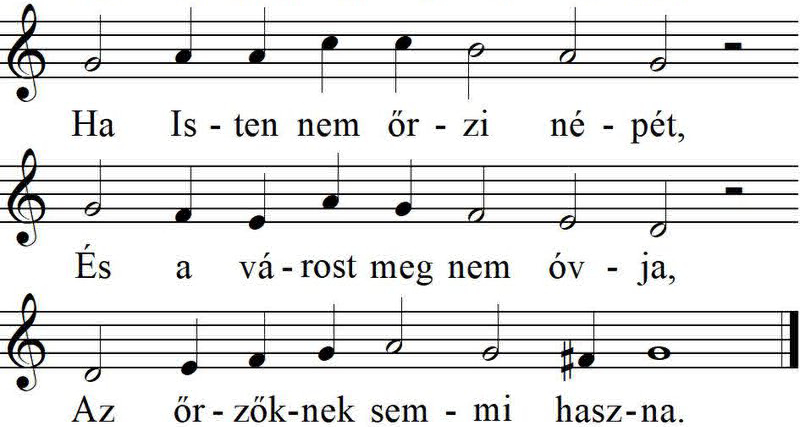 Ha Is - ten nem őr - zi né - pét,
És a vá - rost meg nem óv - ja,
Az őr - zők - nek sem - mi hasz - na.